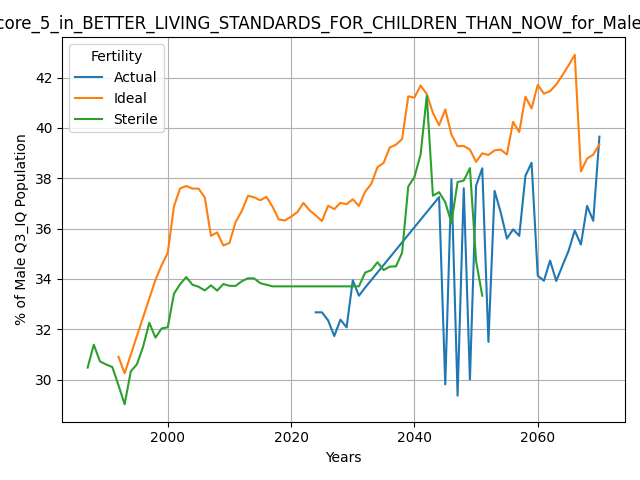 core_5_in_BETTER_LIVING_STANDARDS_FOR_CHILDREN_THAN_NOW_for_Male
Fertility
Actual
Ideal
Sterile
% of Male Q3_IQ Population
42
40
38
36
34
32
30
2000
2020
2040
2060
Years